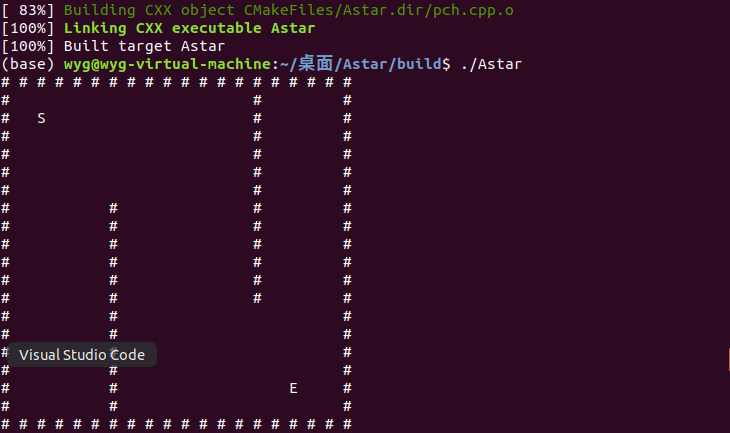 [ 83%] Building CXX object CMakeFiles/Astar.dir/pch.cpp.o
[100%] Linking CXX executable Astar
[100%] Built target Astar
(base) wyg@wyg-virtual-machine:~/桌面/Astar/build$ ./Astar
# # # # # # # # # # # # # # # # # # # #
#                           #         #
#   S                       #         #
#                           #         #
#                           #         #
#                           #         #
#                           #         #
#           #               #         #
#           #               #         #
#           #               #         #
#           #               #         #
#           #               #         #
#           #               #         #
#           #                         #
#           #                         #
# Visual Studio Code #
#           #                         #
#           #                   E     #
#           #                         #
# # # # # # # # # # # # # # # # # # # #